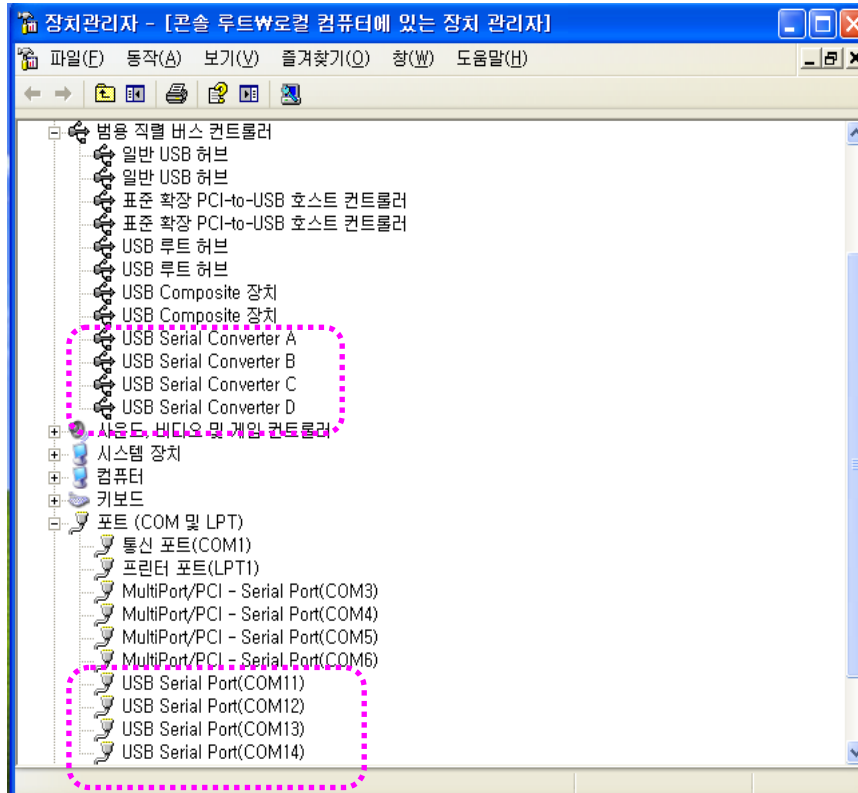 장치관리자 - [콘솔 루트₩로컬 컴퓨터에 있는 장치 관리자]
파일(F) 동작(A) 보기(V) 즐겨찾기(O) 창(W) 도움말(H)
범용 직렬 버스 컨트롤러
일반 USB 허브
일반 USB 허브
표준 확장 PCI-to-USB 호스트 컨트롤러
표준 확장 PCI-to-USB 호스트 컨트롤러
USB 루트 허브
USB 루트 허브
USB Composite 장치
USB Composite 장치
USB Serial Converter A
USB Serial Converter B
USB Serial Converter C
USB Serial Converter D
사운드, 비디오 및 게임 컨트롤러
시스템 장치
컴퓨터
키보드
포트 (COM 및 LPT)
통신 포트(COM1)
프린터 포트(LPT1)
MultiPort/PCI - Serial Port(COM3)
MultiPort/PCI - Serial Port(COM4)
MultiPort/PCI - Serial Port(COM5)
MultiPort/PCI - Serial Port(COM6)
USB Serial Port(COM11)
USB Serial Port(COM12)
USB Serial Port(COM13)
USB Serial Port(COM14)